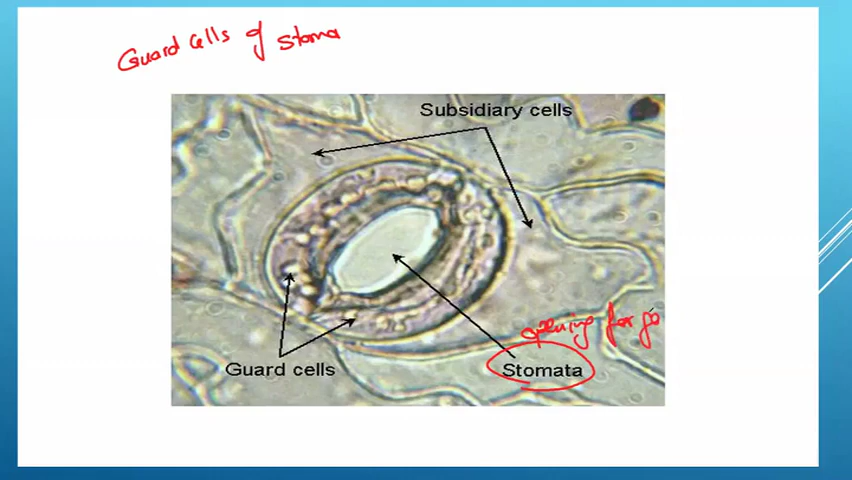 Guard cells of stoma
Subsidiary cells
opening for
Guard cells
Stomata